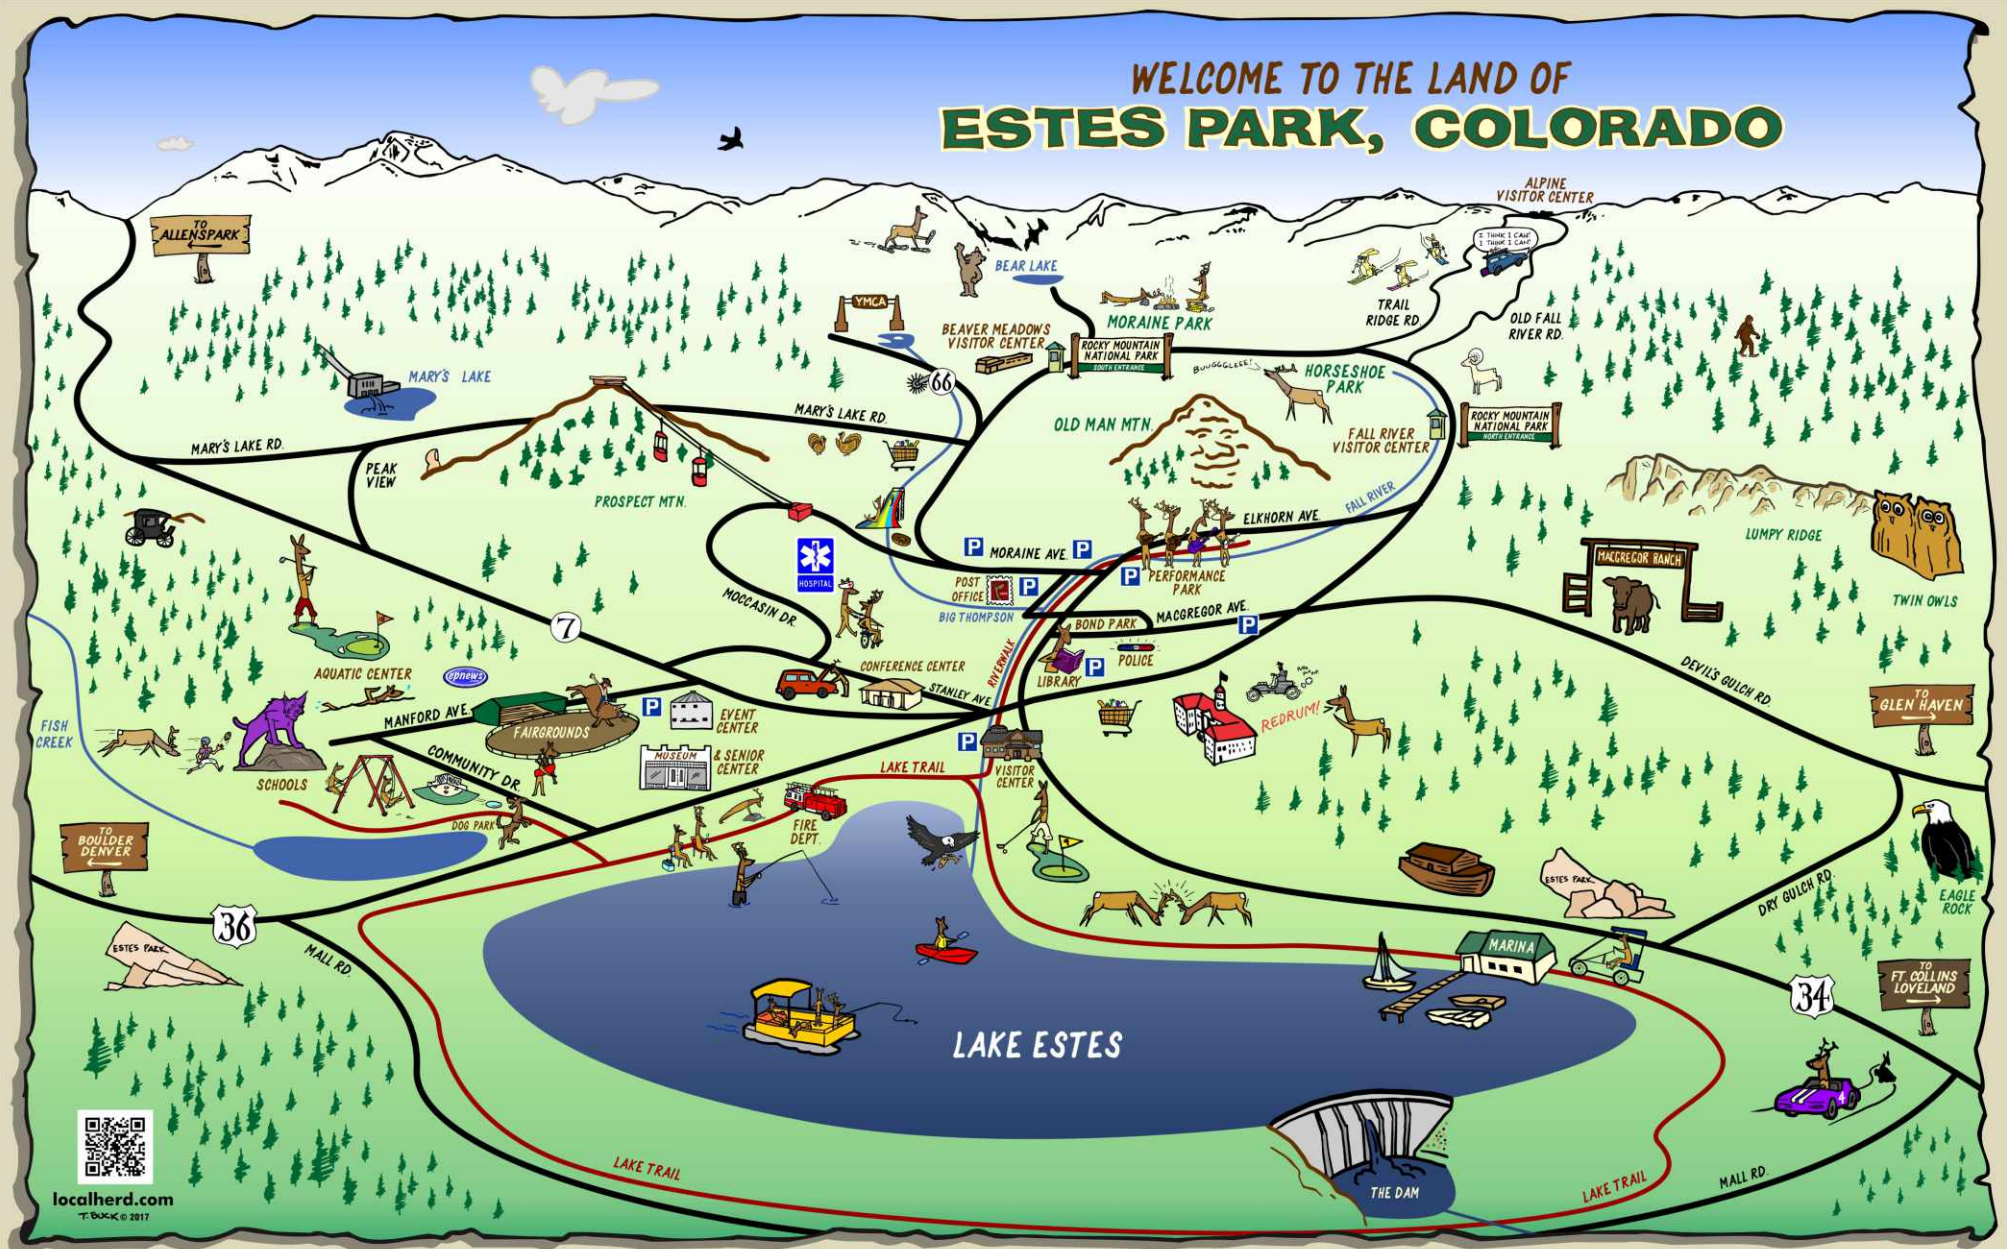 WELCOME TO THE LAND OF
ESTES PARK, COLORADO
ALPINE
VISITOR CENTER
TO
ALLENSPARK
I THINK I CAN!
I THINK I CAN!
BEAR LAKE
YMCA
MORAINE PARK
TRAIL
RIDGE RD.
OLD FALL
RIVER RD.
BEAVER MEADOWS
VISITOR CENTER
ROCKY MOUNTAIN
NATIONAL PARK
SOUTH ENTRANCE
BUUGGGLEEE!
HORSESHOE
PARK
MARY'S LAKE
66
MARY'S LAKE RD.
MARY'S LAKE RD.
OLD MAN MTN.
FALL RIVER
VISITOR CENTER
ROCKY MOUNTAIN
NATIONAL PARK
NORTH ENTRANCE
PEAK
VIEW
PROSPECT MTN.
FALL RIVER
ELKHORN AVE.
LUMPY RIDGE
TWIN OWLS
MACGREGOR RANCH
P
MORAINE AVE.
P
HOSPITAL
POST
OFFICE
P
P
PERFORMANCE
PARK
MOCCASIN DR.
BIG THOMPSON
BOND PARK
MACGREGOR AVE.
P
7
RIVERWALK
LIBRARY
P
POLICE
DEVIL'S GULCH RD.
TO
GLEN HAVEN
AQUATIC CENTER
epnews
CONFERENCE CENTER
STANLEY AVE.
MANFORD AVE.
FAIRGROUNDS
P
EVENT
CENTER
MUSEUM
& SENIOR
CENTER
REDRUM!
FISH
CREEK
SCHOOLS
COMMUNITY DR.
DOG PARK
P
VISITOR
CENTER
LAKE TRAIL
FIRE
DEPT.
TO
BOULDER
DENVER
36
MALL RD.
ESTES PARK
ESTES PARK
DRY GULCH RD.
EAGLE
ROCK
MARINA
34
TO
FT. COLLINS
LOVELAND
LAKE ESTES
4
THE DAM
LAKE TRAIL
LAKE TRAIL
MALL RD.
localherd.com
T. BUCK © 2017